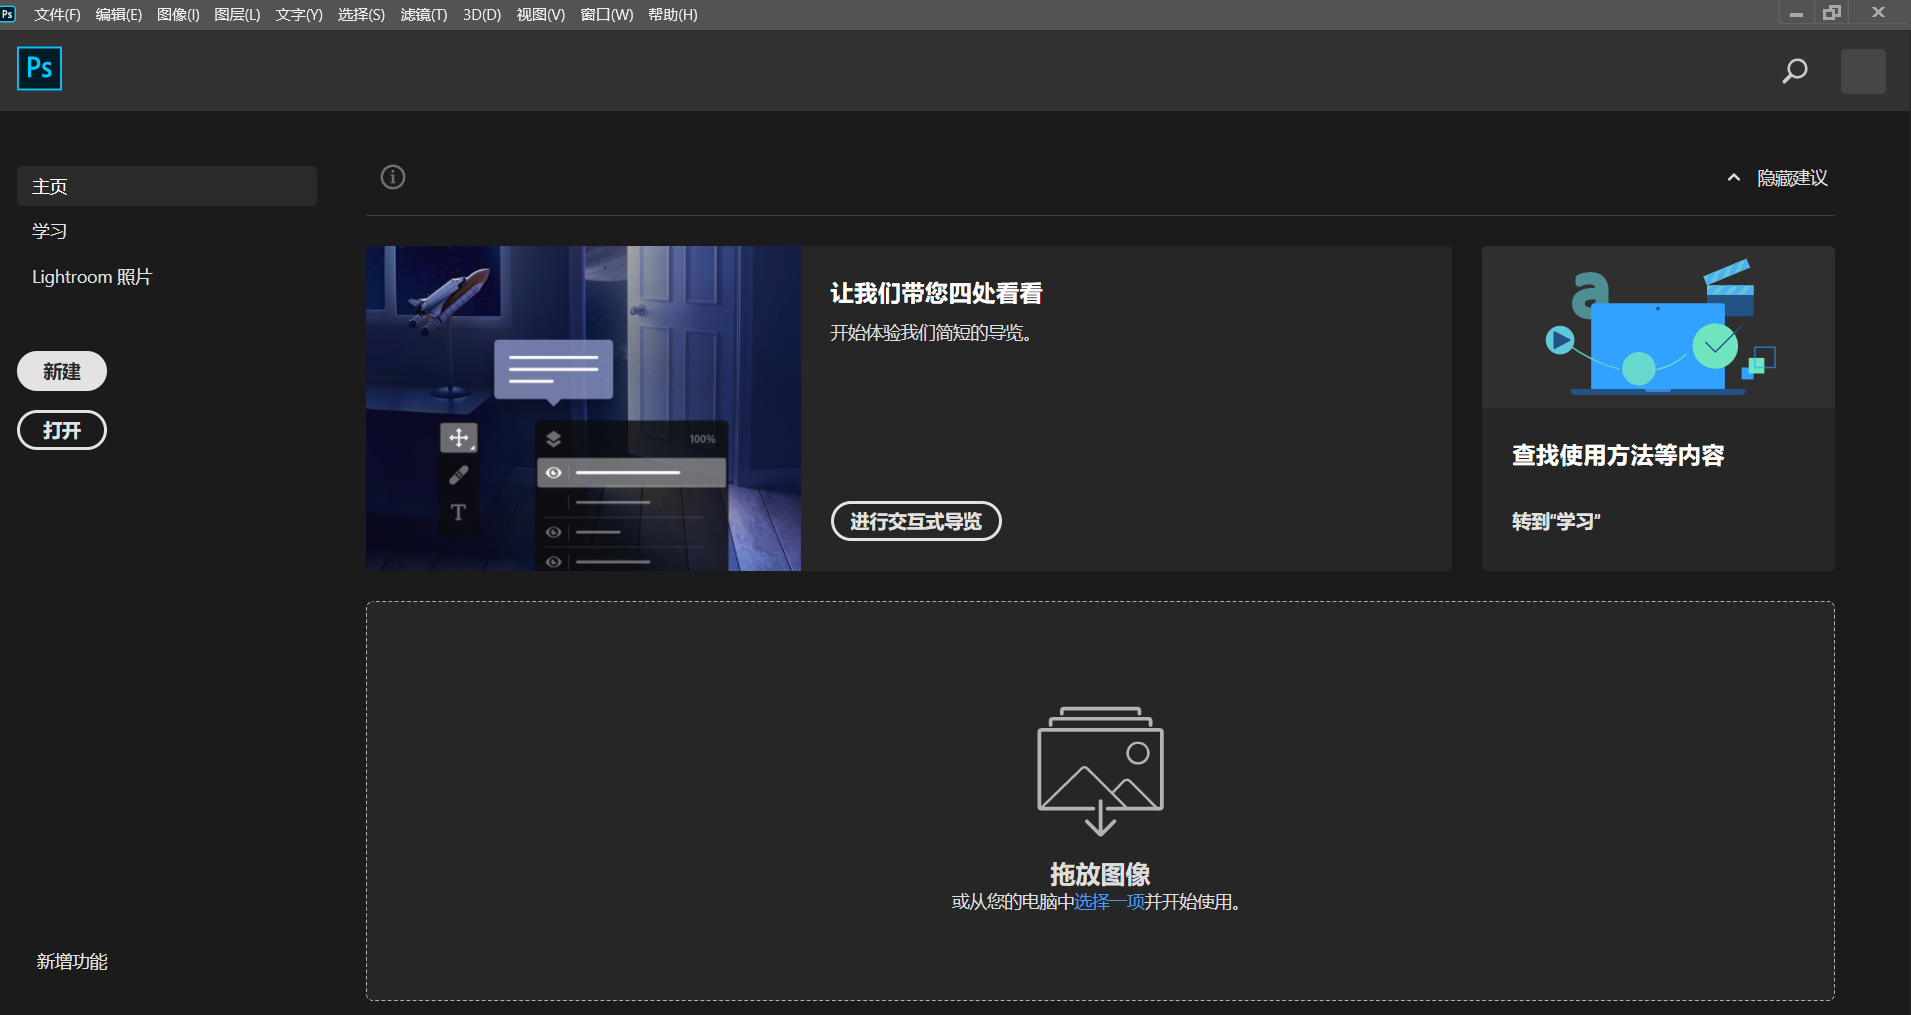 Ps 文件(F) 编辑(E) 图像(I) 图层(L) 文字(Y) 选择(S) 滤镜(T) 3D(D) 视图(V) 窗口(W) 帮助(H)
Ps
主页
学习
Lightroom 照片
新建
打开
新增功能
隐藏建议
100%
T
让我们带您四处看看
开始体验我们简短的导览。
进行交互式导览
a
查找使用方法等内容
转到“学习”
拖放图像
或从您的电脑中选择一项并开始使用。